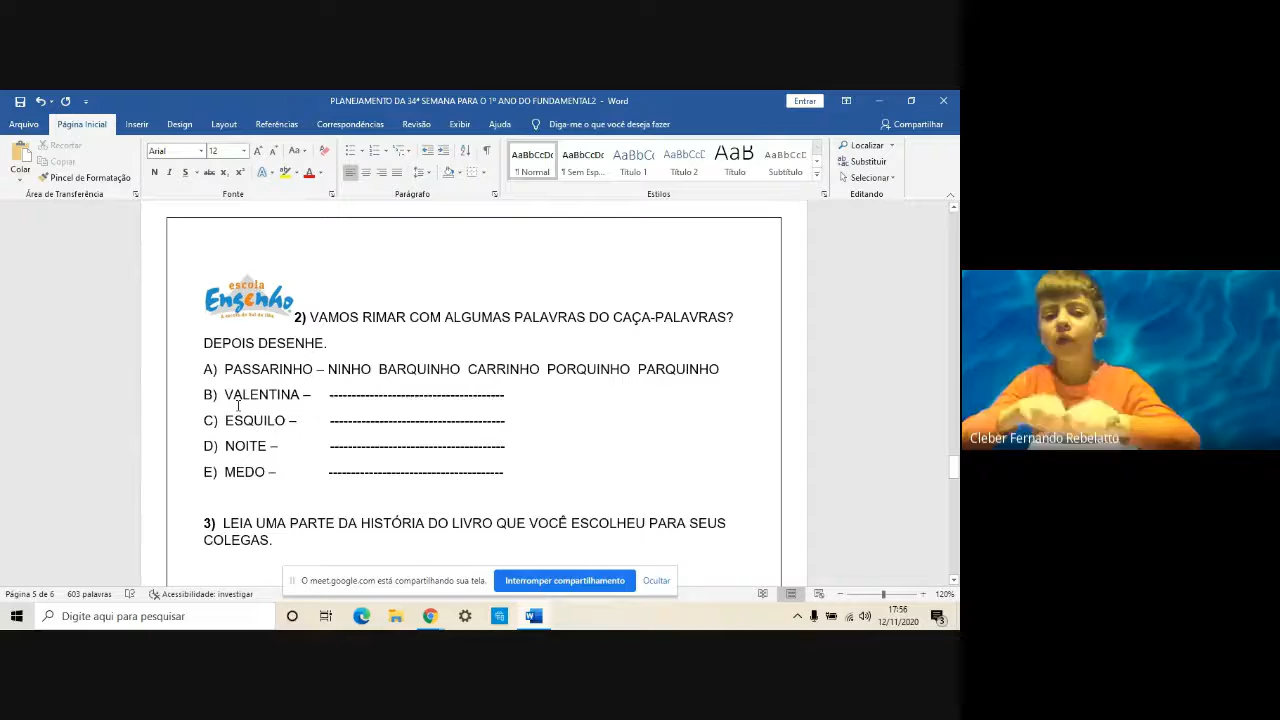 PLANEJAMENTO DA 34ª SEMANA PARA O 1º ANO DO FUNDAMENTAL2 - Word
Entrar
Arquivo Página Inicial Inserir Design Layout Referências Correspondências Revisão Exibir Ajuda Diga-me o que você deseja fazer Compartilhar
Colar
Recortar
Copiar
Pincel de Formatação
Área de Transferência
Arial 12
Fonte
Parágrafo
AaBbCcDc AaBbCcDc AaBbCc AaBbCcC AaB AaBbCcC
¶ Normal ¶ Sem Esp... Título 1 Título 2 Título Subtítulo
Estilos
Localizar
Substituir
Selecionar
Editando
escola
Engenho
2) VAMOS RIMAR COM ALGUMAS PALAVRAS DO CAÇA-PALAVRAS?
DEPOIS DESENHE.
A) PASSARINHO – NINHO BARQUINHO CARRINHO PORQUINHO PARQUINHO
B) VALENTINA – ----------------------------------------
C) ESQUILO – ----------------------------------------
D) NOITE – ----------------------------------------
E) MEDO – ----------------------------------------
3) LEIA UMA PARTE DA HISTÓRIA DO LIVRO QUE VOCÊ ESCOLHEU PARA SEUS
COLEGAS.
O meet.google.com está compartilhando sua tela. Interromper compartilhamento Ocultar
Página 5 de 6 603 palavras Acessibilidade: investigar 120%
Digite aqui para pesquisar
17:56
12/11/2020
3
Cleber Fernando Rebelatto